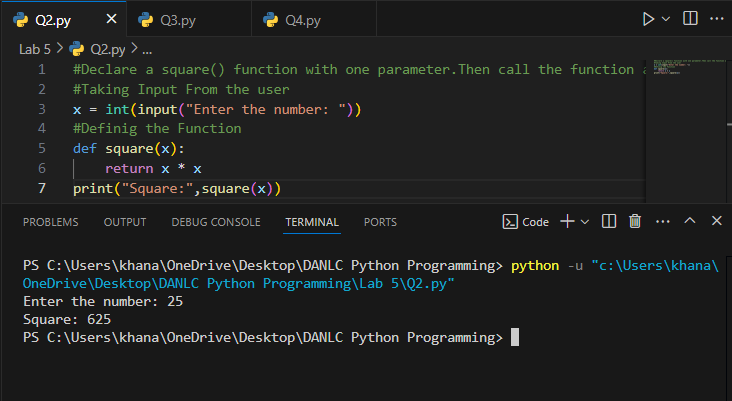 Q2.py
Q3.py
Q4.py
Lab 5 > Q2.py > ...
1 #Declare a square() function with one parameter.Then call the function
2 #Taking Input From the user
3 x = int(input("Enter the number: "))
4 #Definig the Function
5 def square(x):
6 return x * x
7 print("Square:",square(x))
PROBLEMS OUTPUT DEBUG CONSOLE TERMINAL PORTS Code
PS C:\Users\khana\OneDrive\Desktop\DANLC Python Programming> python -u "c:\Users\khana\
OneDrive\Desktop\DANLC Python Programming\Lab 5\Q2.py"
Enter the number: 25
Square: 625
PS C:\Users\khana\OneDrive\Desktop\DANLC Python Programming>